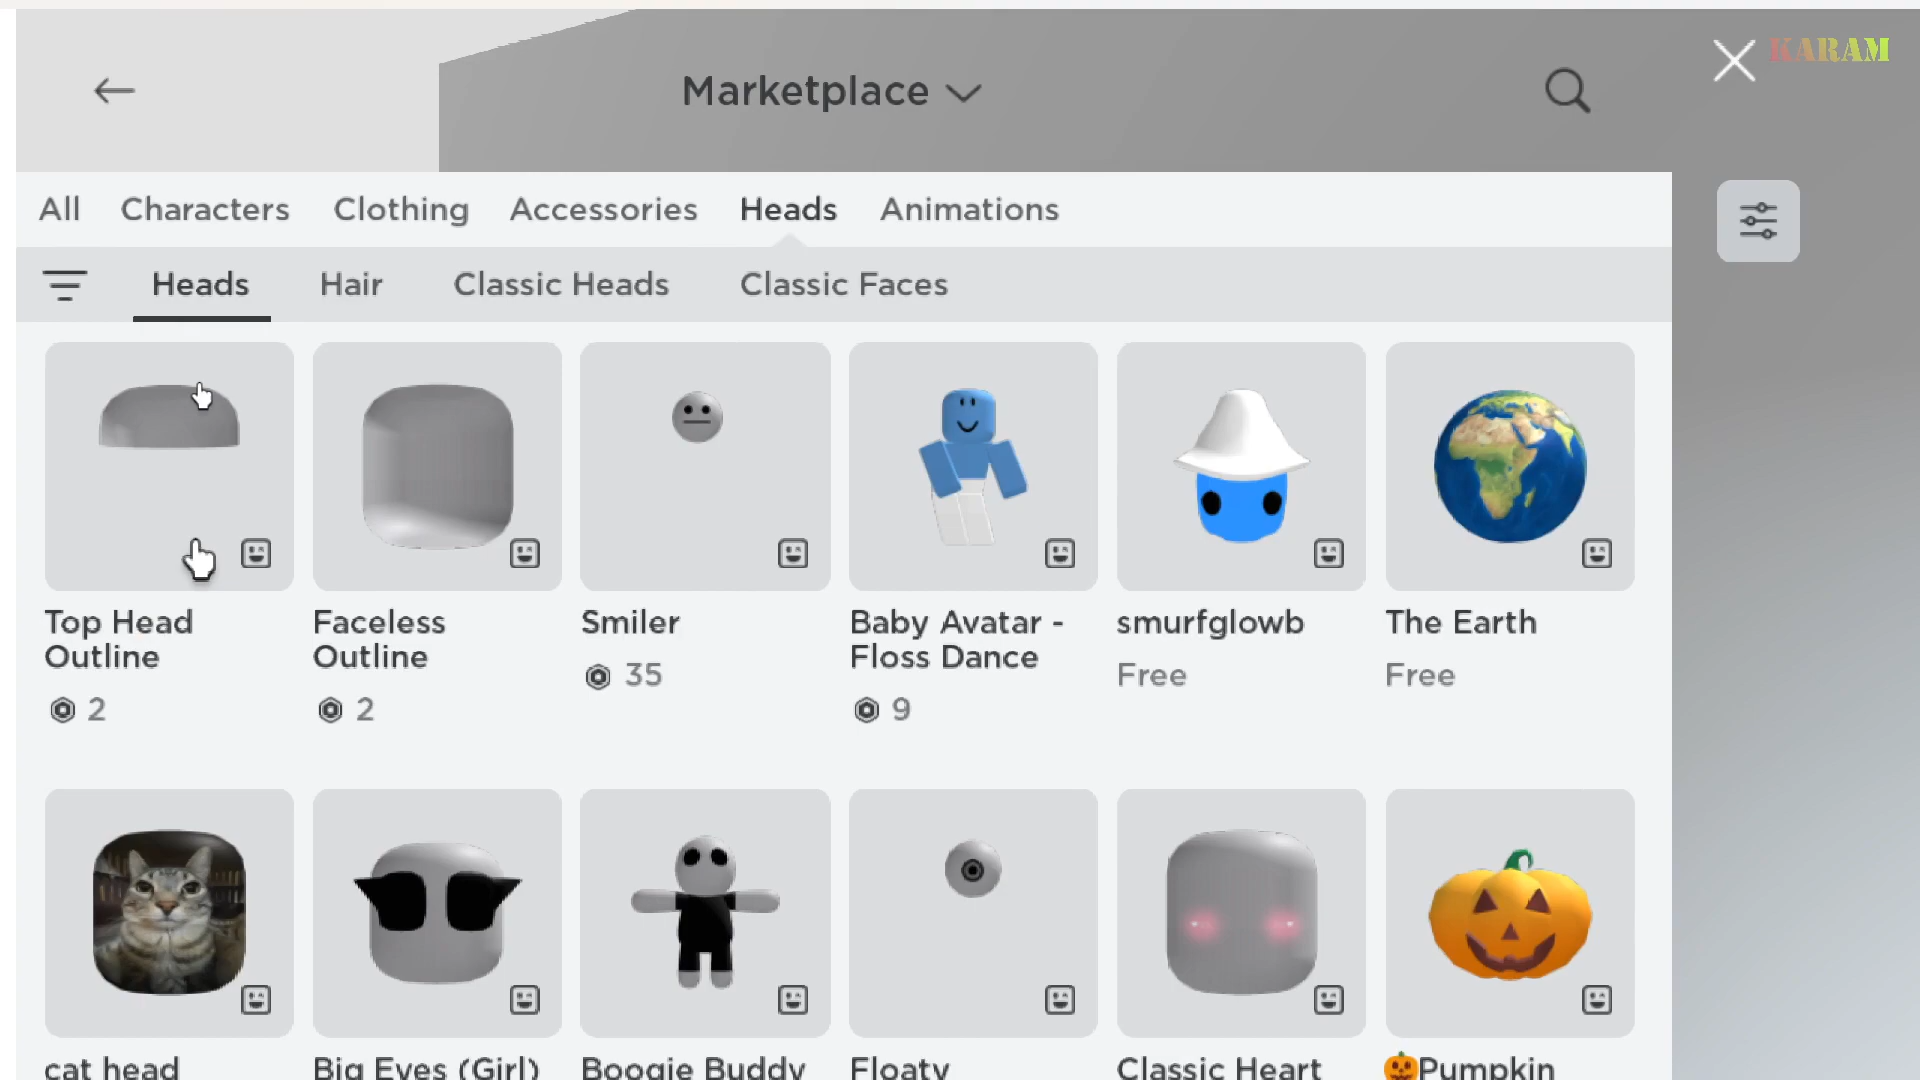 Marketplace
KARAM
All Characters Clothing Accessories Heads Animations
Heads Hair Classic Heads Classic Faces
Top Head
Outline
2
Faceless
Outline
2
Smiler
35
Baby Avatar -
Floss Dance
9
smurfglowb
Free
The Earth
Free
cat head
Big Eyes (Girl)
Boogie Buddy
Floaty
Classic Heart
🎃Pumpkin